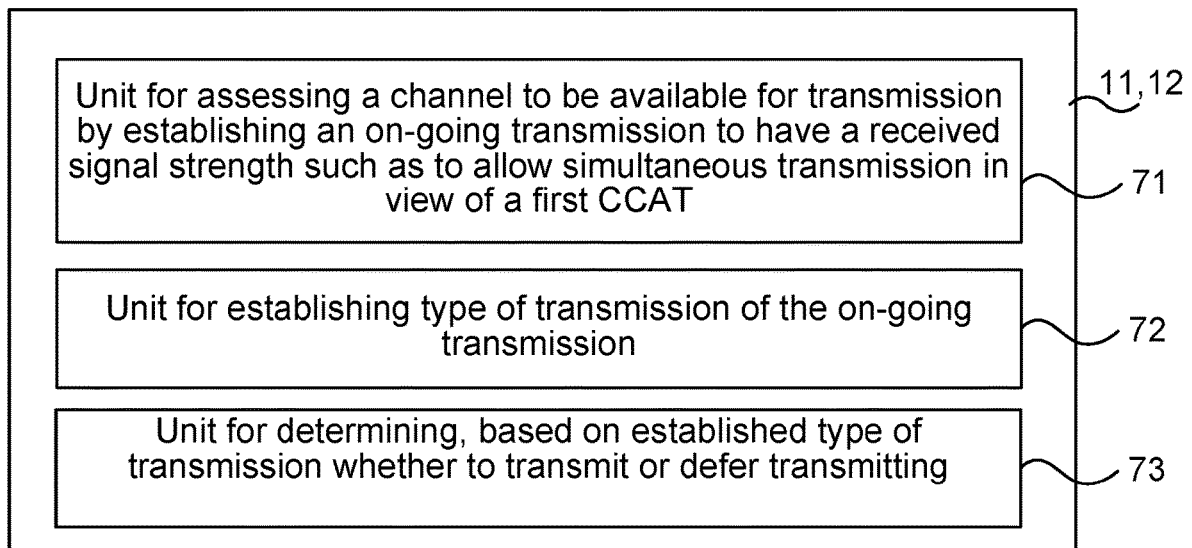 Unit for assessing a channel to be available for transmission
by establishing an on-going transmission to have a received
signal strength such as to allow simultaneous transmission in
view of a first CCAT
11,12
71
Unit for establishing type of transmission of the on-going
transmission
72
Unit for determining, based on established type of
transmission whether to transmit or defer transmitting
73